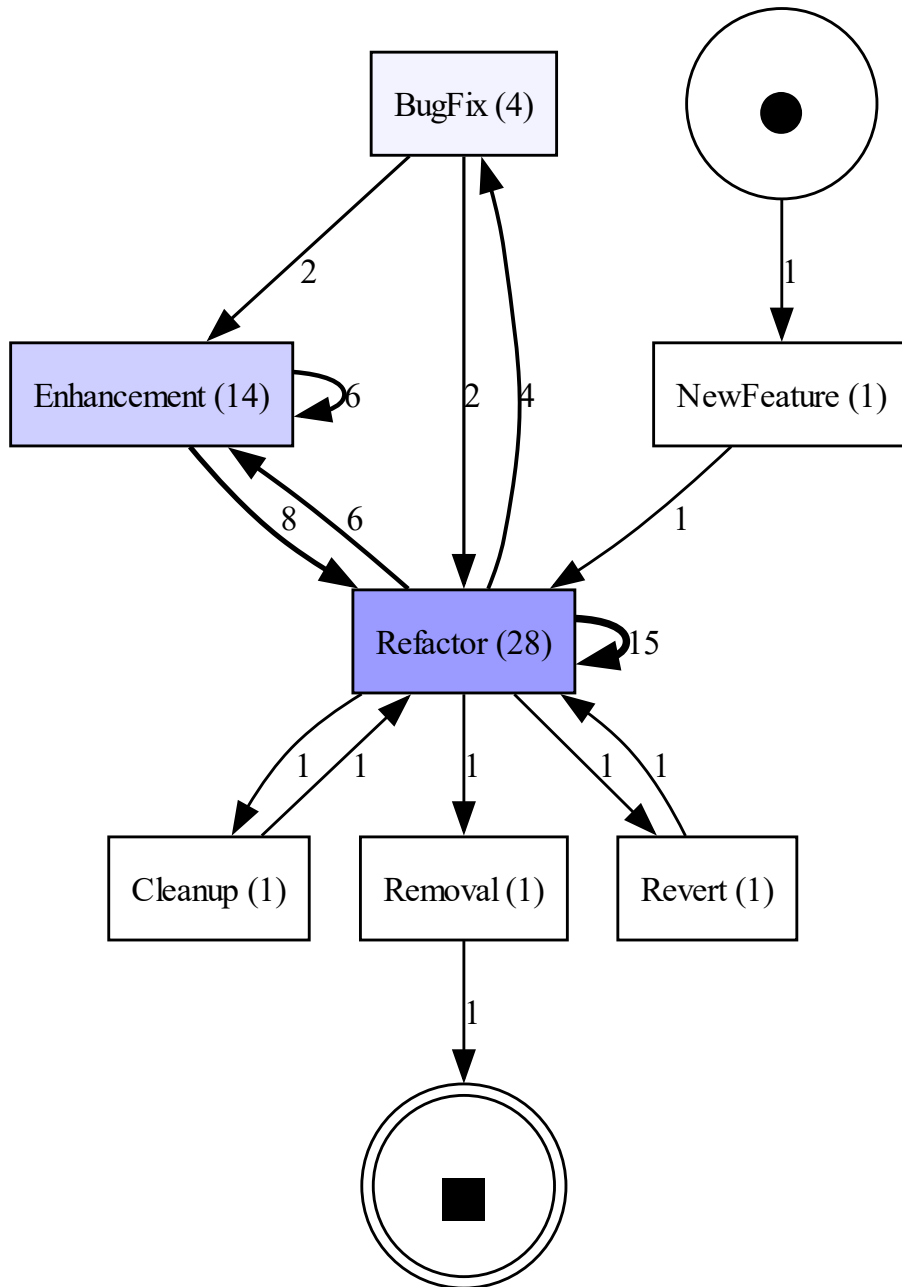 BugFix (4)
1
2
Enhancement (14)
6
2
4
NewFeature (1)
8
6
1
Refactor (28)
15
1
1
1
1
1
Cleanup (1)
Removal (1)
Revert (1)
1